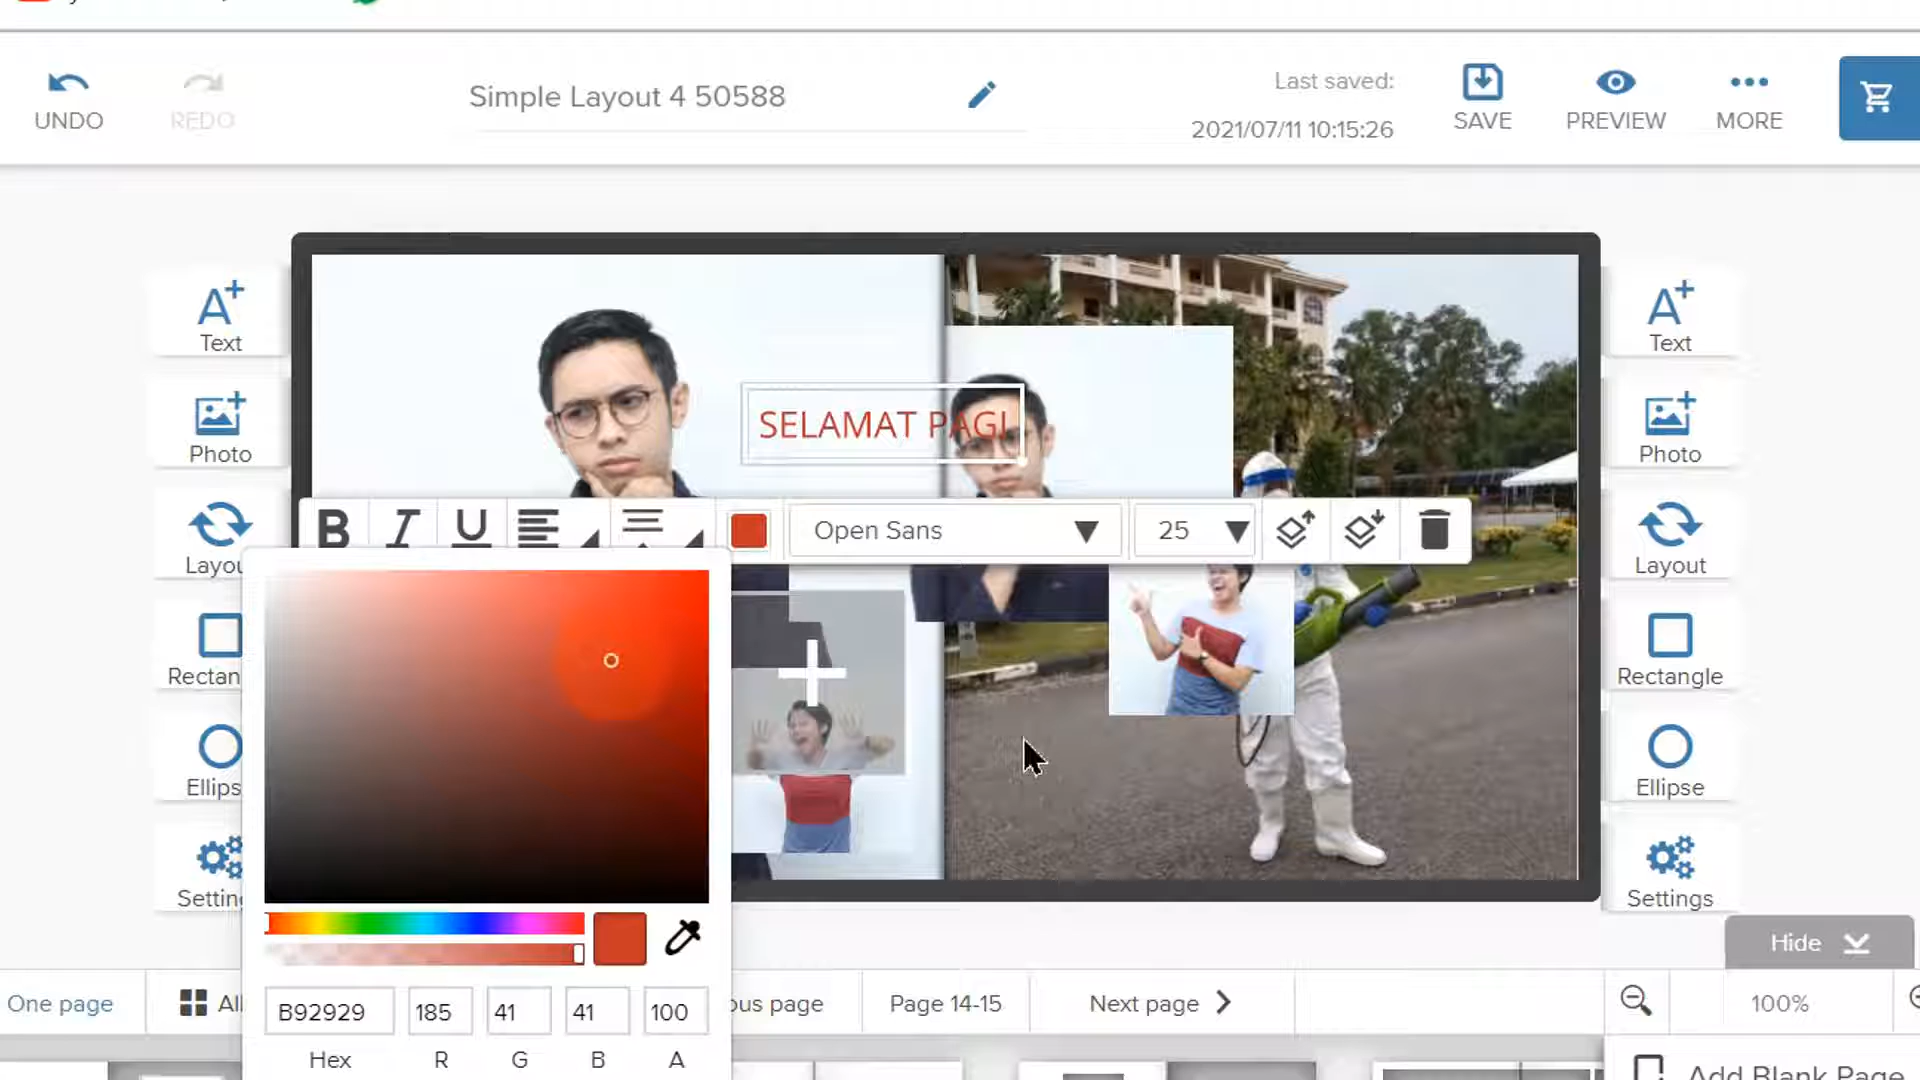 UNDO
REDO
Simple Layout 4 50588
Last saved:
2021/07/11 10:15:26
SAVE
PREVIEW
MORE
Text
Photo
Layou
Rectan
Ellips
Setting
SELAMAT PAGI
B I U
Open Sans
25
Text
Photo
Layout
Rectangle
Ellipse
Settings
Hide
B92929 185 41 41 100
Hex R G B A
One page
All
ous page
Page 14-15
Next page
100%
Add Blank Page